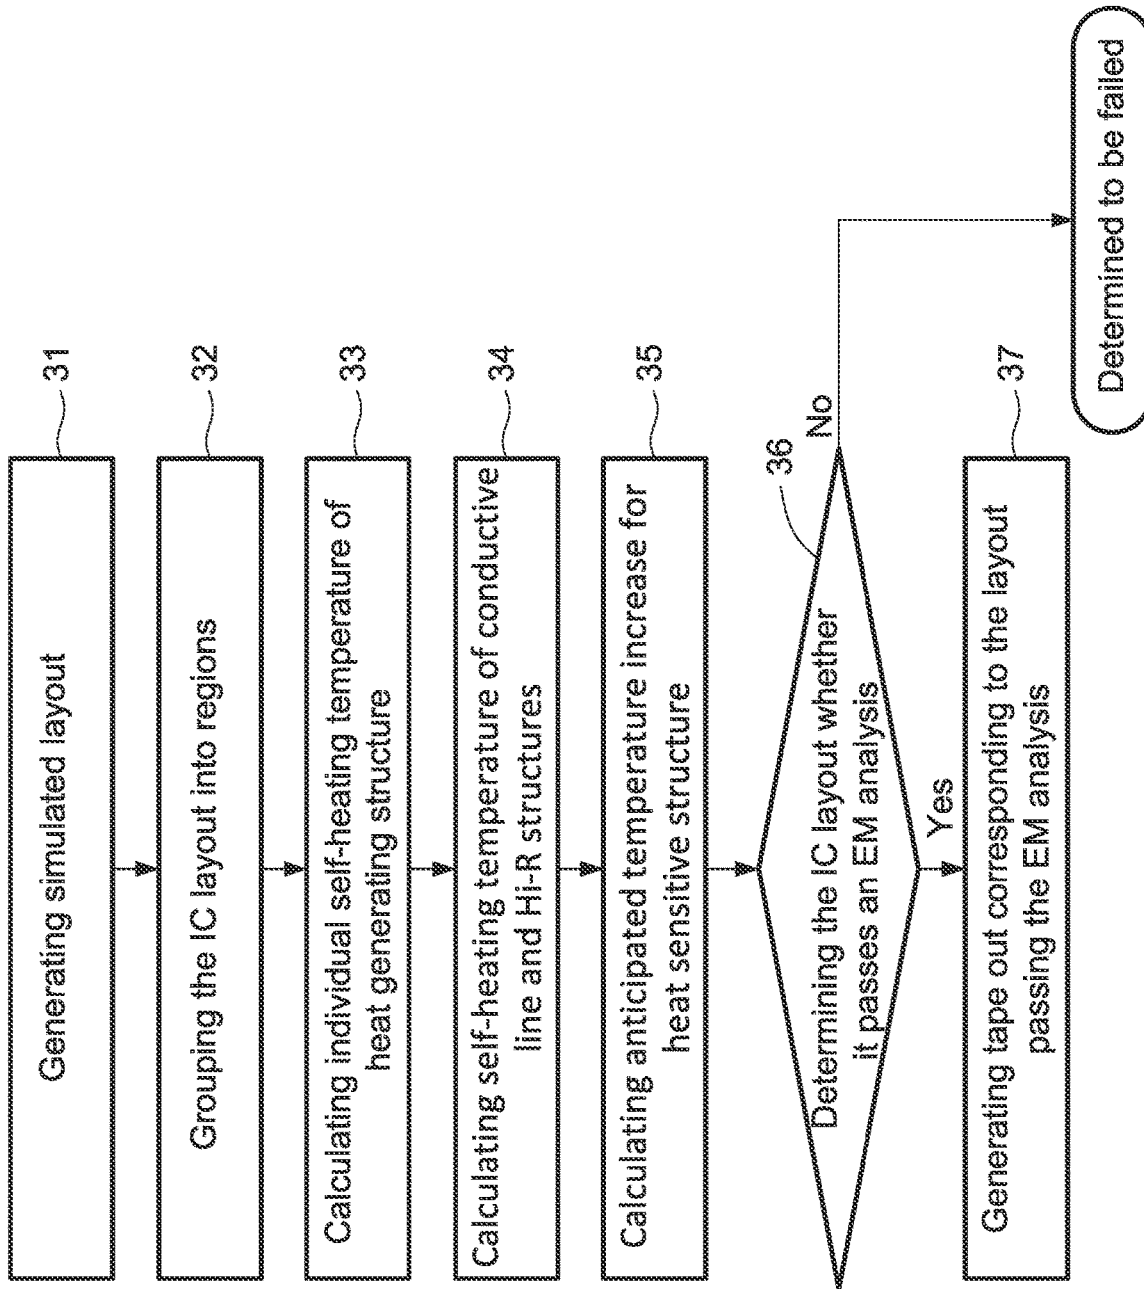 Generating simulated layout
31
Grouping the IC layout into regions
32
Calculating individual self-heating temperature of
heat generating structure
33
Calculating self-heating temperature of conductive
line and Hi-R structures
34
Calculating anticipated temperature increase for
heat sensitive structure
35
36
Determining the IC layout whether
it passes an EM analysis
No
Yes
Generating tape out corresponding to the layout
passing the EM analysis
37
Determined to be failed